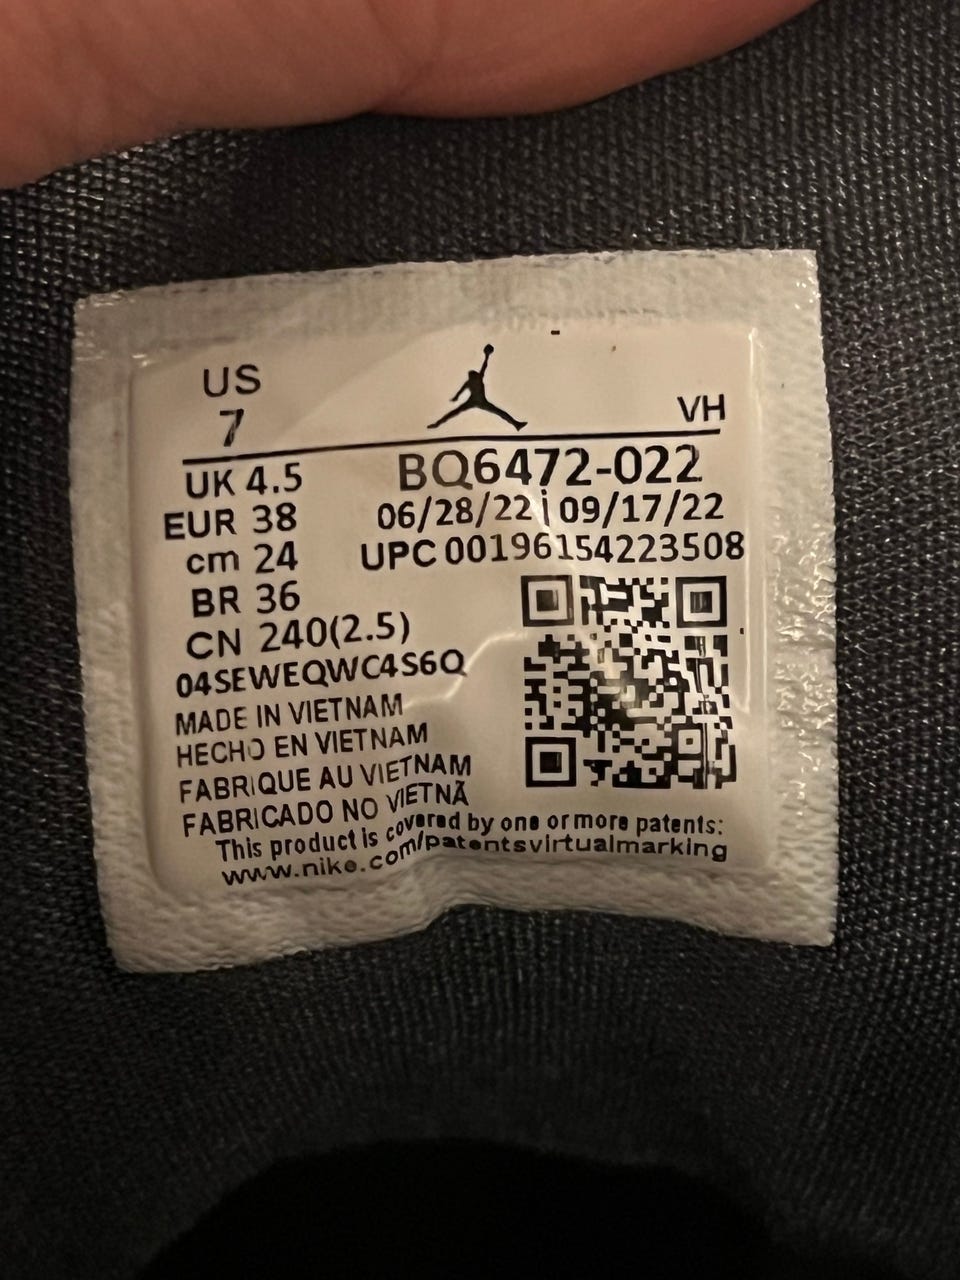 US
7
VH
UK 4.5
EUR 38
cm 24
BR 36
CN 240(2.5)
BQ6472-022
06/28/22 | 09/17/22
UPC 00196154223508
04SEWEQWC4S6Q
MADE IN VIETNAM
HECHO EN VIETNAM
FABRIQUE AU VIETNAM
FABRICADO NO VIETNÃ
This product is covered by one or more patents:
www.nike.com/patentsvirtualmarking